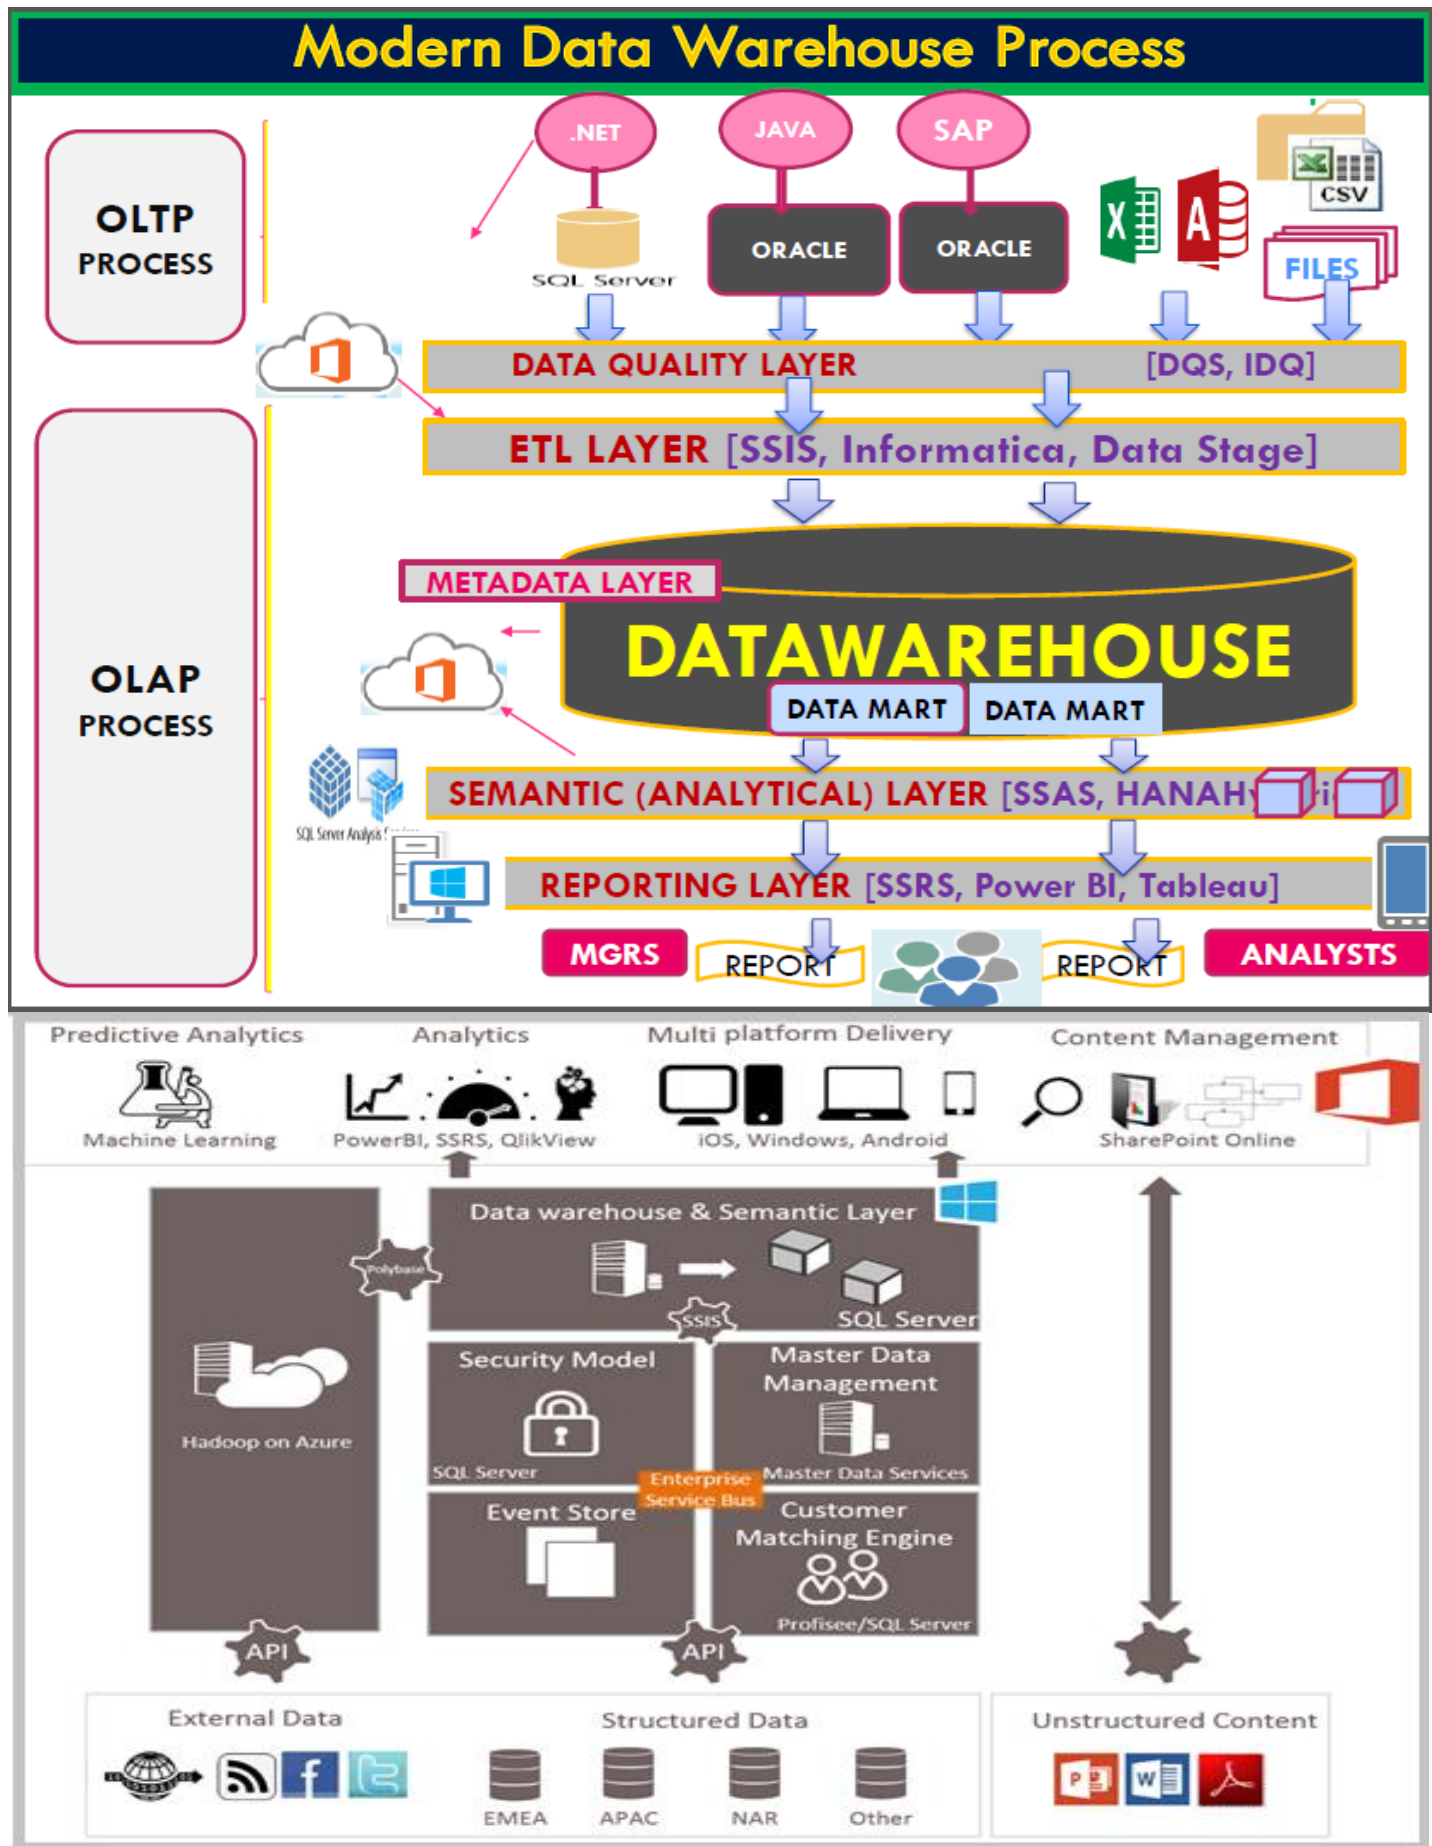 Modern Data Warehouse Process
.NET
JAVA
SAP
OLTP
PROCESS
SQL Server
ORACLE
ORACLE
X
A
X
CSV
FILES
DATA QUALITY LAYER [DQS, IDQ]
ETL LAYER [SSIS, Informatica, Data Stage]
METADATA LAYER
DATAWAREHOUSE
DATA MART
DATA MART
OLAP
PROCESS
SQL Server Analysis
SEMANTIC (ANALYTICAL) LAYER [SSAS, HANAHy
REPORTING LAYER [SSRS, Power BI, Tableau]
MGRS
REPORT
REPORT
ANALYSTS
Predictive Analytics
Analytics
Multi platform Delivery
Content Management
Machine Learning
PowerBI, SSRS, QlikView
iOS, Windows, Android
SharePoint Online
Data warehouse & Semantic Layer
Polybase
SSIS
SQL Server
Hadoop on Azure
Security Model
SQL Server
Master Data
Management
Master Data Services
Enterprise
Service Bus
Event Store
Customer
Matching Engine
Profisee/SQL Server
API
API
External Data
Structured Data
Unstructured Content
f
t
P
W
EMEA
APAC
NAR
Other